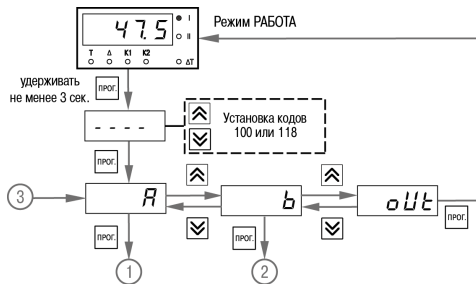 47.5
I
II
Режим РАБОТА
T Δ K1 K2 ΔT
удерживать
не менее 3 сек.
ПРОГ.
- - - -
Установка кодов
100 или 118
ПРОГ.
3
A
b
oUt
ПРОГ.
ПРОГ.
ПРОГ.
1
2